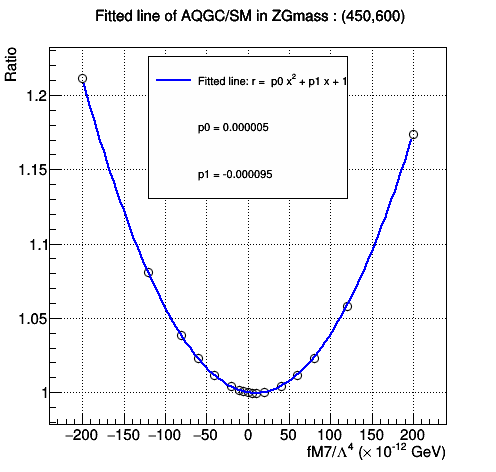 Fitted line of AQGC/SM in ZGmass : (450,600)
Ratio
Fitted line: r = p0 x² + p1 x + 1
p0 = 0.000005
p1 = -0.000095
1.2
1.15
1.1
1.05
1
−200 −150 −100 −50 0 50 100 150 200
fM7/Λ⁴ (× 10⁻¹² GeV)